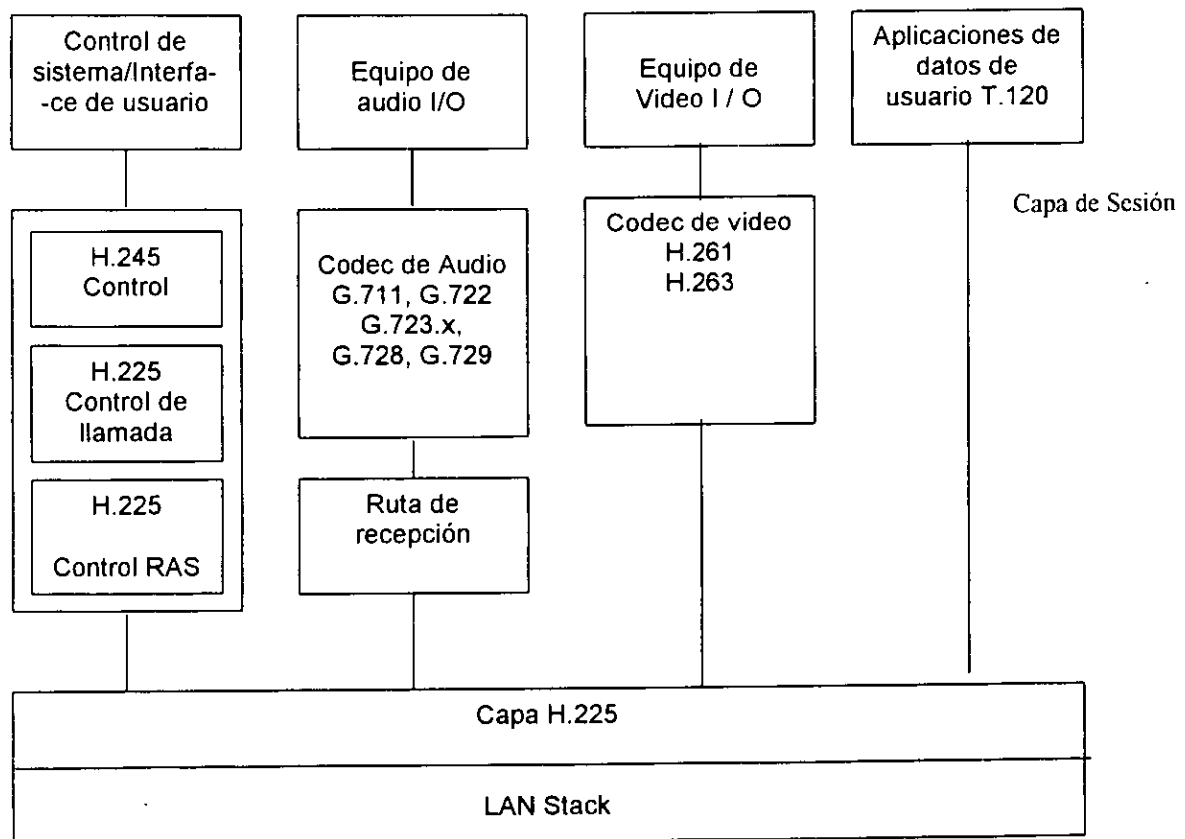 Control de
sistema/Interfa-
-ce de usuario
Equipo de
audio I/O
Equipo de
Video I / O
Aplicaciones de
datos de
usuario T.120
Capa de Sesión
H.245
Control
H.225
Control de
llamada
H.225
Control RAS
Codec de Audio
G.711, G.722
G.723.x,
G.728, G.729
Ruta de
recepción
Codec de video
H.261
H.263
Capa H.225
LAN Stack